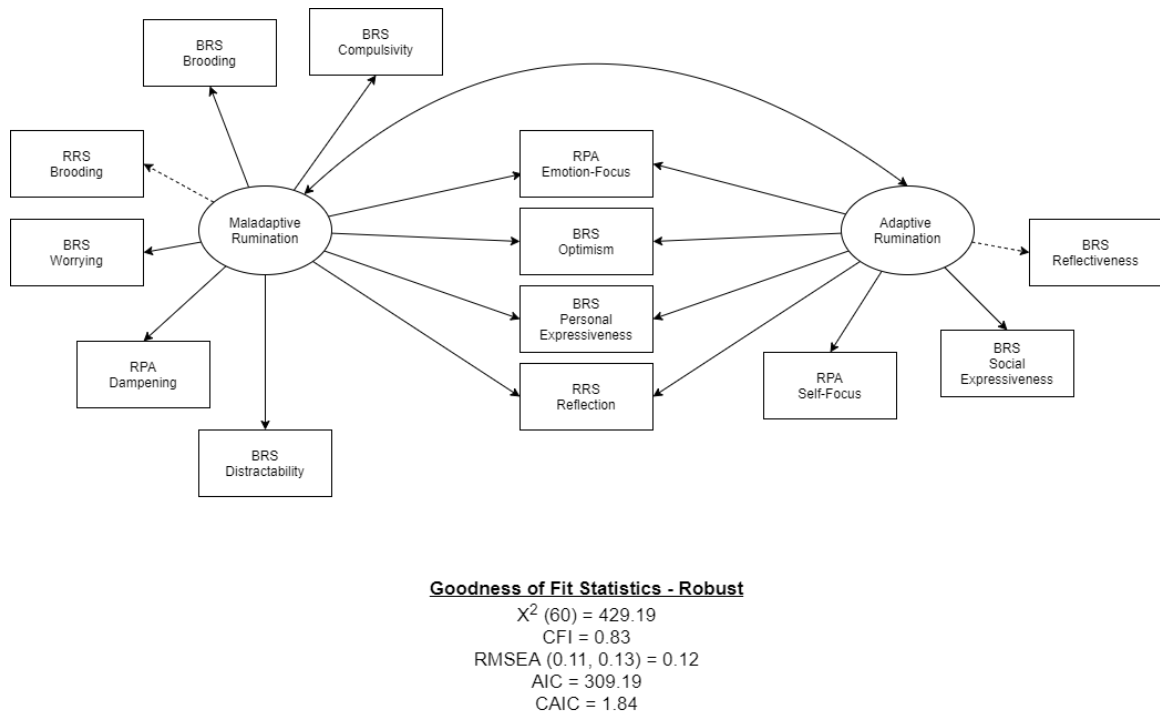 BRS
Brooding
BRS
Compulsivity
RRS
Brooding
RPA
Emotion-Focus
Maladaptive
Rumination
Adaptive
Rumination
BRS
Worrying
BRS
Optimism
BRS
Reflectiveness
BRS
Personal
Expressiveness
RPA
Dampening
RPA
Self-Focus
BRS
Social
Expressiveness
RRS
Reflection
BRS
Distractability
Goodness of Fit Statistics - Robust
X² (60) = 429.19
CFI = 0.83
RMSEA (0.11, 0.13) = 0.12
AIC = 309.19
CAIC = 1.84